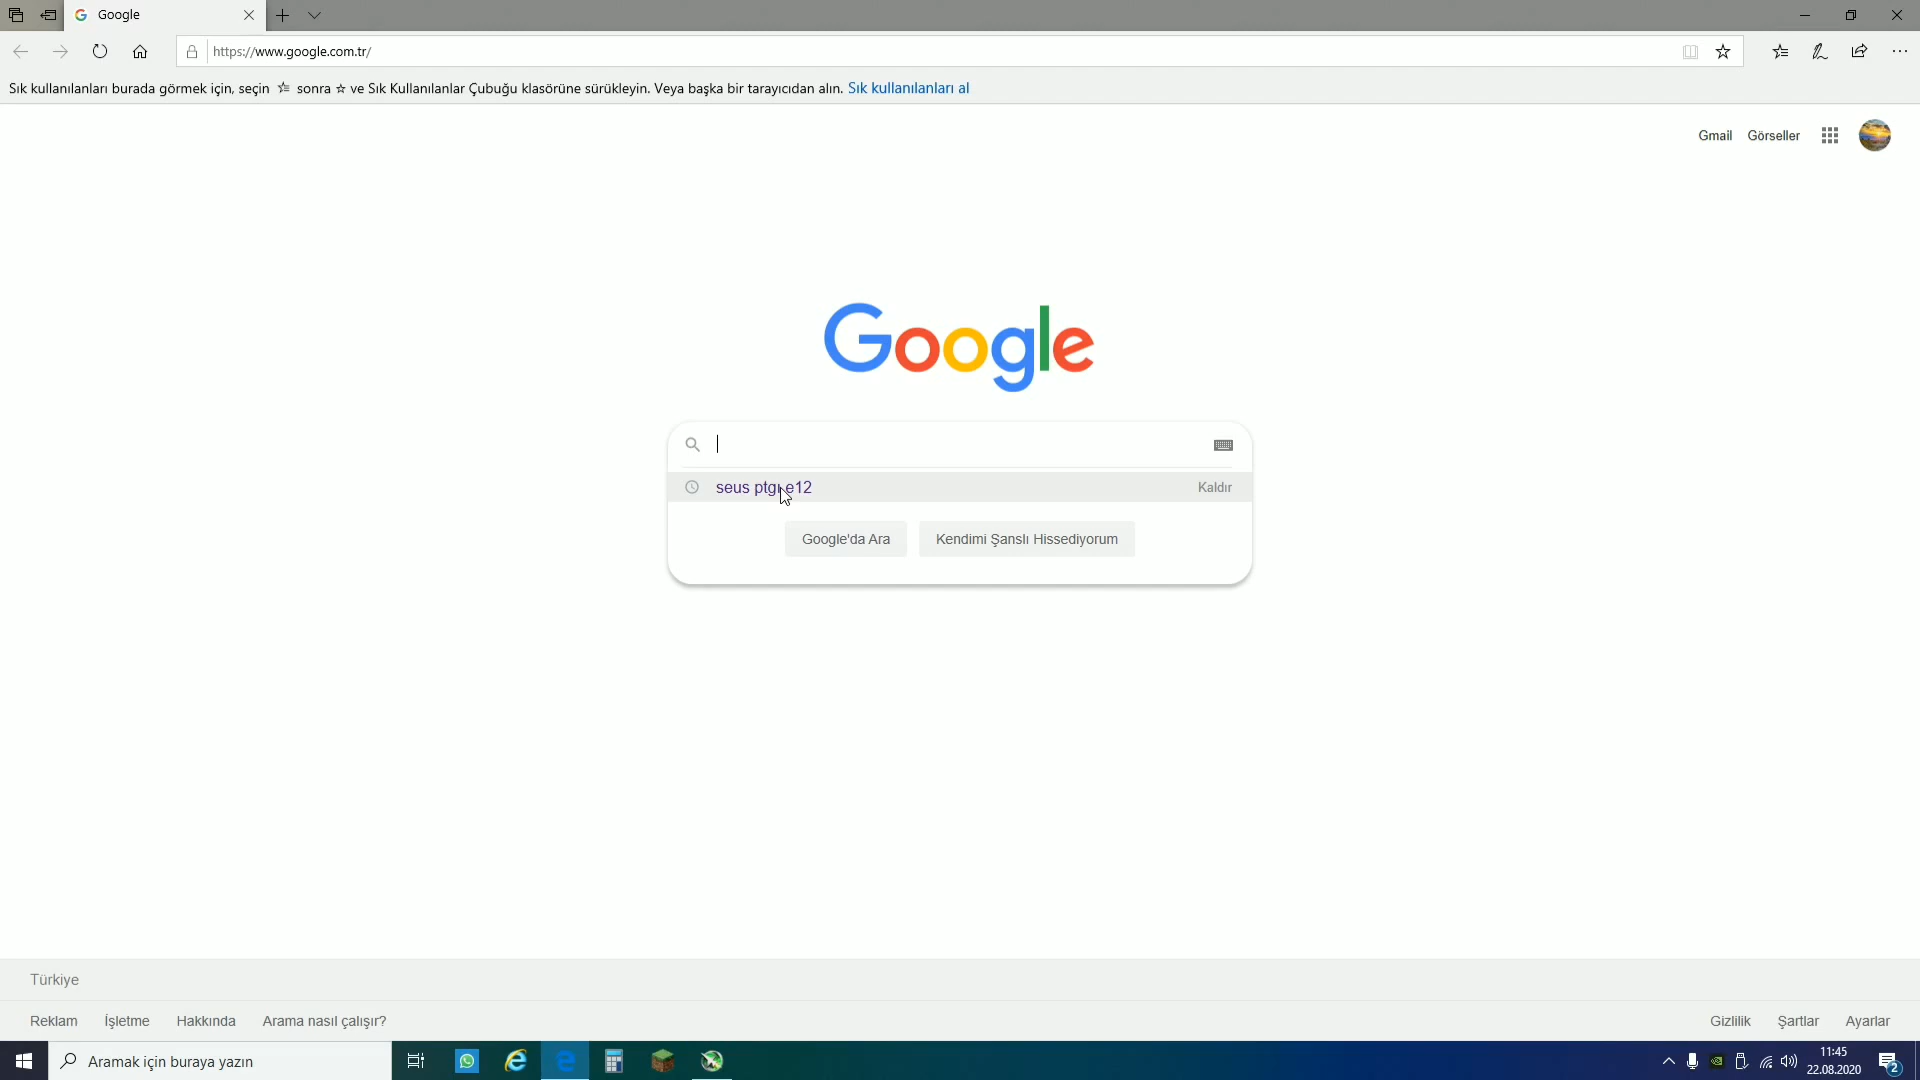 Google
https://www.google.com.tr/
Sık kullanılanları burada görmek için, seçin ☆ sonra ☆ ve Sık Kullanılanlar Çubuğu klasörüne sürükleyin. Veya başka bir tarayıcıdan alın. Sık kullanılanları al
Gmail Görseller
Google
seus ptgı e12 Kaldır
Google'da Ara Kendimi Şanslı Hissediyorum
Türkiye
Reklam İşletme Hakkında Arama nasıl çalışır? Gizlilik Şartlar Ayarlar
Aramak için buraya yazın
11:45
22.08.2020
2